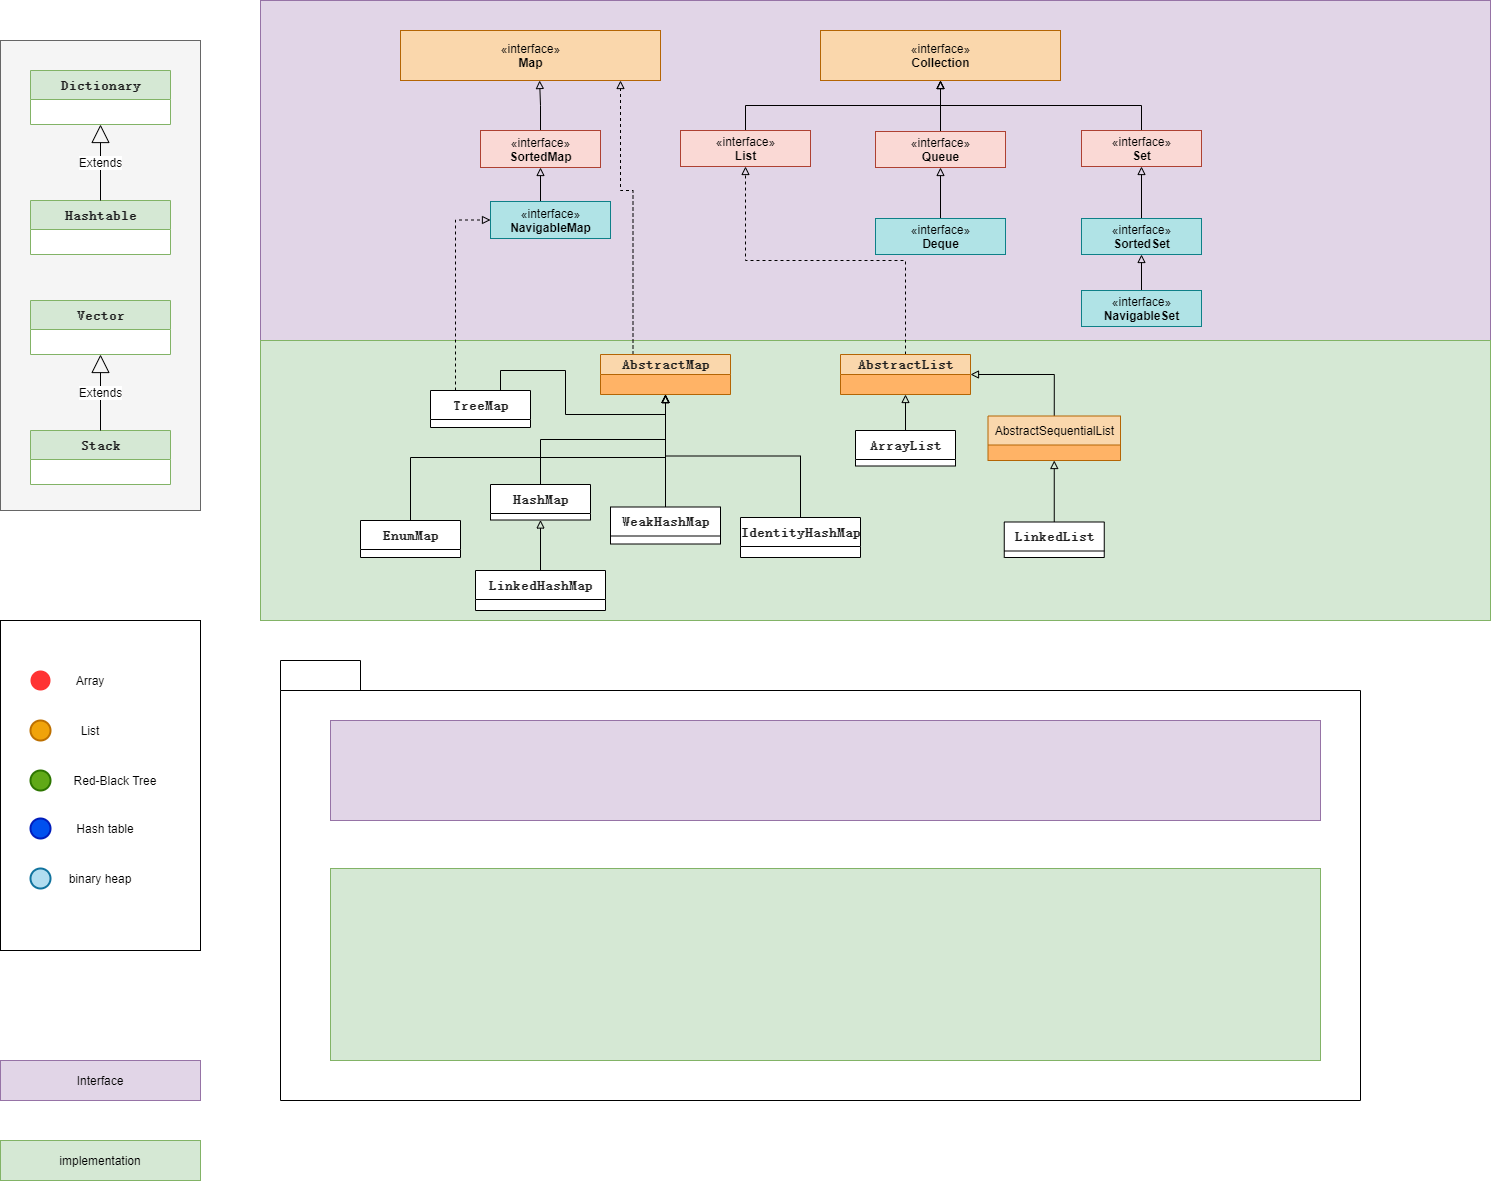 Dictionary
Extends
Hashtable
Vector
Extends
Stack
«interface»
Map
«interface»
Collection
«interface»
SortedMap
«interface»
List
«interface»
Queue
«interface»
Set
«interface»
NavigableMap
«interface»
Deque
«interface»
SortedSet
«interface»
NavigableSet
AbstractMap
AbstractList
TreeMap
ArrayList
AbstractSequentialList
HashMap
WeakHashMap
IdentityHashMap
EnumMap
LinkedList
LinkedHashMap
Array
List
Red-Black Tree
Hash table
binary heap
Interface
implementation